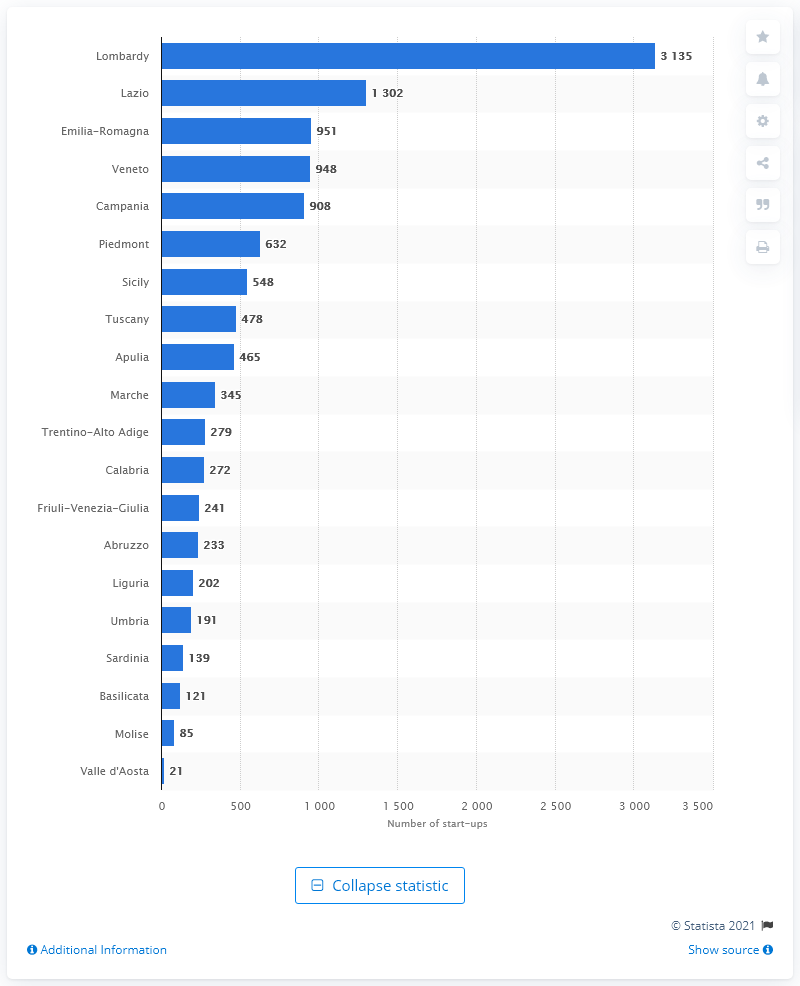 Lombardy 3 135
Lazio 1 302
Emilia-Romagna 951
Veneto 948
Campania 908
Piedmont 632
Sicily 548
Tuscany 478
Apulia 465
Marche 345
Trentino-Alto Adige 279
Calabria 272
Friuli-Venezia-Giulia 241
Abruzzo 233
Liguria 202
Umbria 191
Sardinia 139
Basilicata 121
Molise 85
Valle d'Aosta 21
0 500 1 000 1 500 2 000 2 500 3 000 3 500
Number of start-ups
Collapse statistic
© Statista 2021
Additional Information Show source